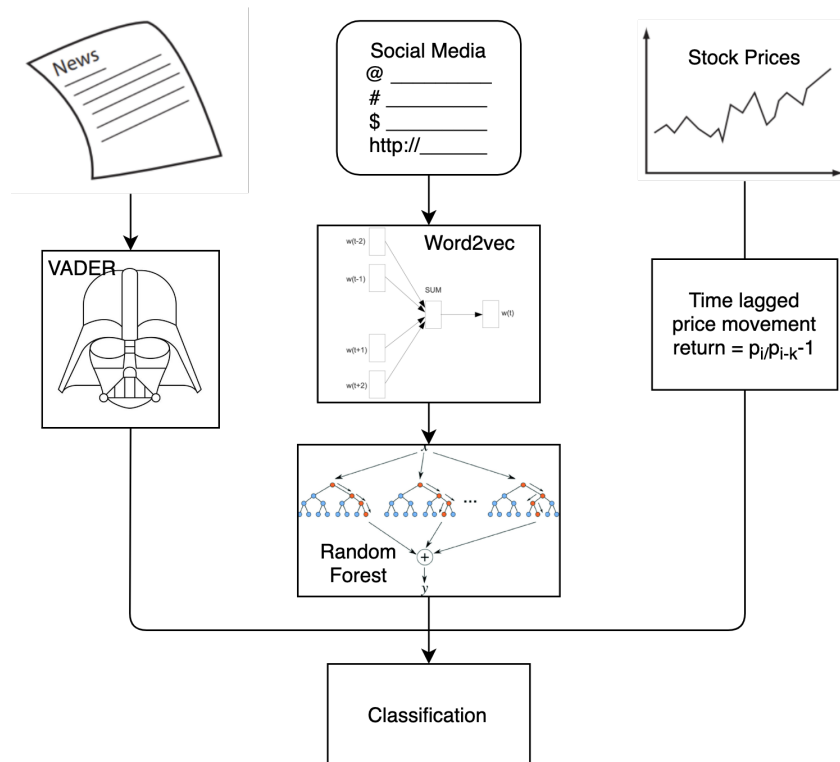 News
Social Media
@
#
$
http://
Stock Prices
VADER
Word2vec
w(t-2)
w(t-1)
SUM
w(t)
w(t+1)
w(t+2)
Time lagged
price movement
return = pi/pi-k-1
x
...
Random
Forest
+
y
Classification